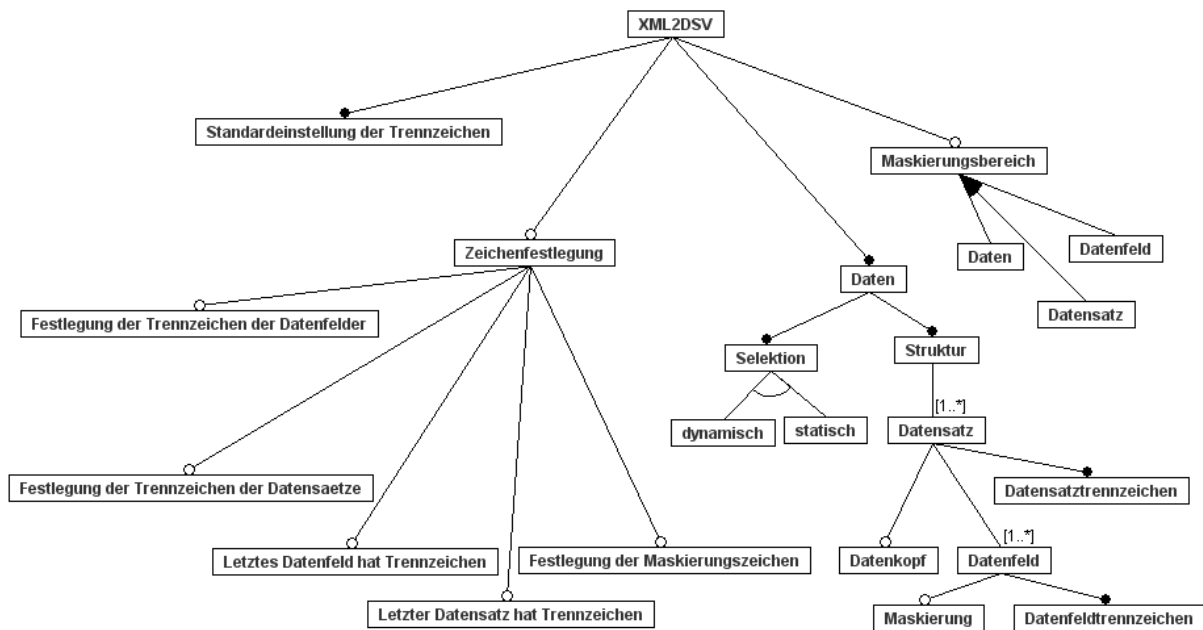 XML2DSV
Standardeinstellung der Trennzeichen
Maskierungsbereich
Zeichenfestlegung
Daten
Datenfeld
Daten
Festlegung der Trennzeichen der Datenfelder
Datensatz
Selektion
Struktur
[1..*]
dynamisch
statisch
Datensatz
Festlegung der Trennzeichen der Datensaetze
Datensatztrennzeichen
[1..*]
Letztes Datenfeld hat Trennzeichen
Festlegung der Maskierungszeichen
Datenkopf
Datenfeld
Letzter Datensatz hat Trennzeichen
Maskierung
Datenfeldtrennzeichen